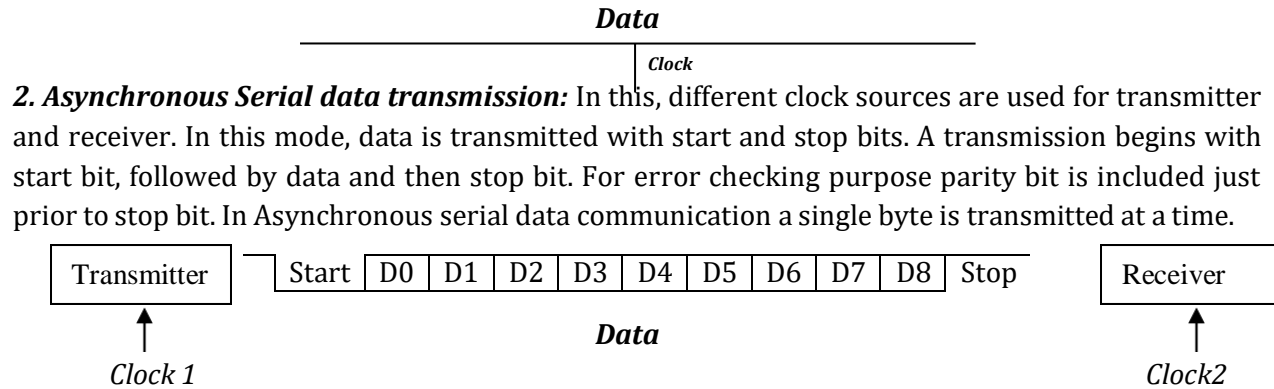 Data
Clock
2. Asynchronous Serial data transmission: In this, different clock sources are used for transmitter
and receiver. In this mode, data is transmitted with start and stop bits. A transmission begins with
start bit, followed by data and then stop bit. For error checking purpose parity bit is included just
prior to stop bit. In Asynchronous serial data communication a single byte is transmitted at a time.
Transmitter Start D0 D1 D2 D3 D4 D5 D6 D7 D8 Stop Receiver
Data
Clock 1 Clock2